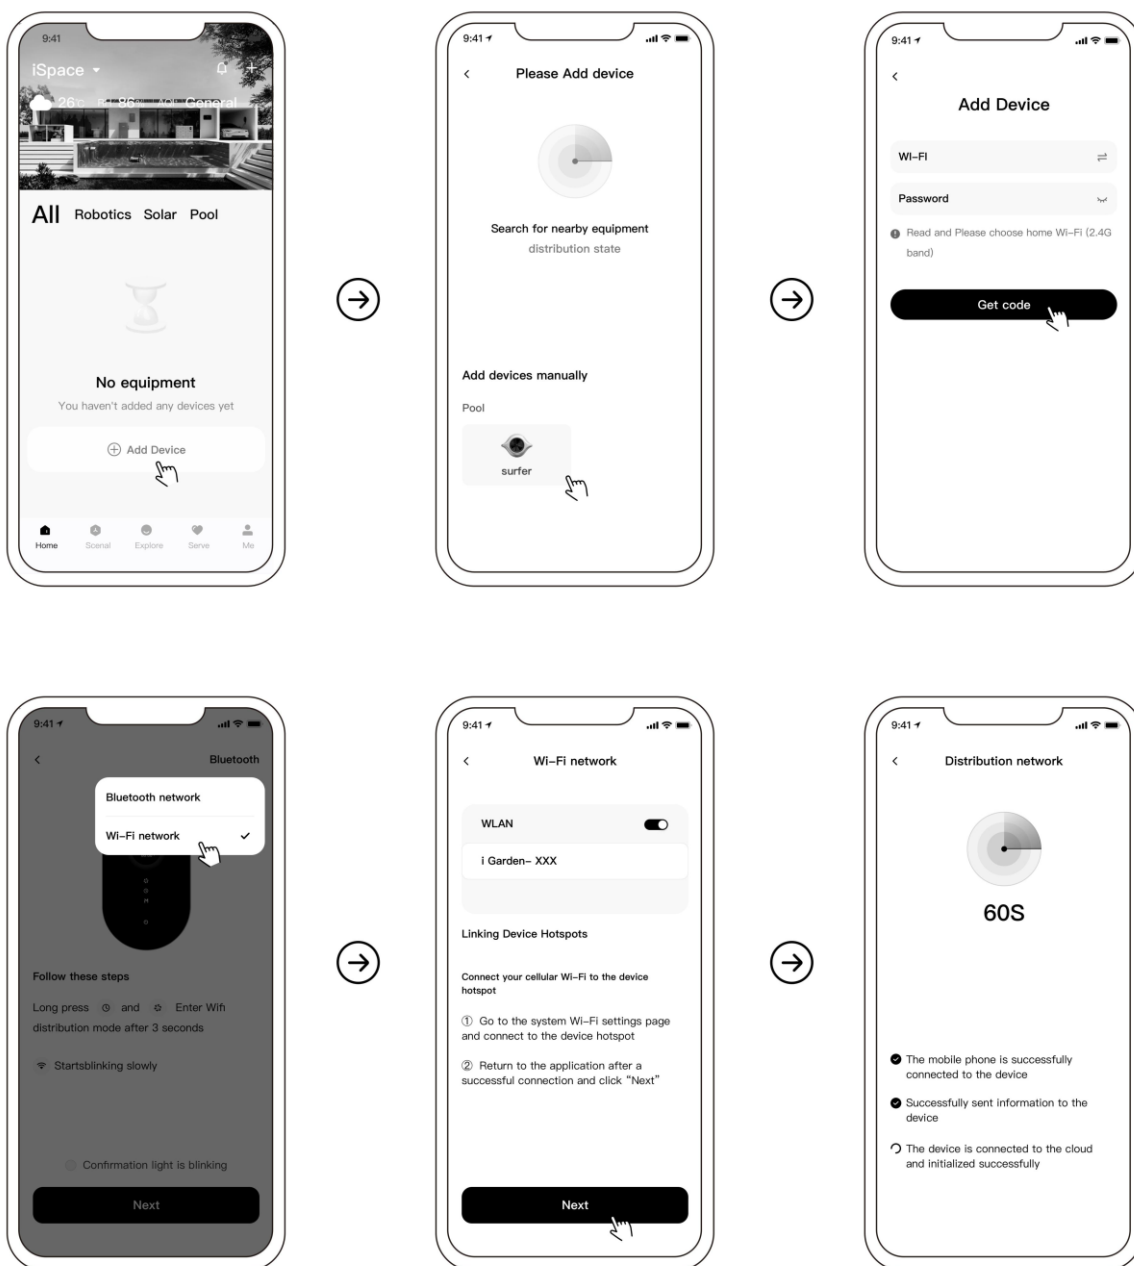 9:41
iSpace
26°C 86% AQI General
All Robotics Solar Pool
No equipment
You haven't added any devices yet
Add Device
Home Scenal Explore Serve Me
9:41
Please Add device
Search for nearby equipment
distribution state
Add devices manually
Pool
surfer
9:41
Add Device
WI-FI
Password
Read and Please choose home Wi-Fi (2.4G
band)
Get code
9:41
Bluetooth
Bluetooth network
Wi-Fi network
Follow these steps
Long press and Enter Wifi
distribution mode after 3 seconds
Startsblinking slowly
Confirmation light is blinking
Next
9:41
Wi-Fi network
WLAN
i Garden- XXX
Linking Device Hotspots
Connect your cellular Wi-Fi to the device
hotspot
① Go to the system Wi-Fi settings page
and connect to the device hotspot
② Return to the application after a
successful connection and click "Next"
Next
9:41
Distribution network
60S
The mobile phone is successfully
connected to the device
Successfully sent information to the
device
The device is connected to the cloud
and initialized successfully